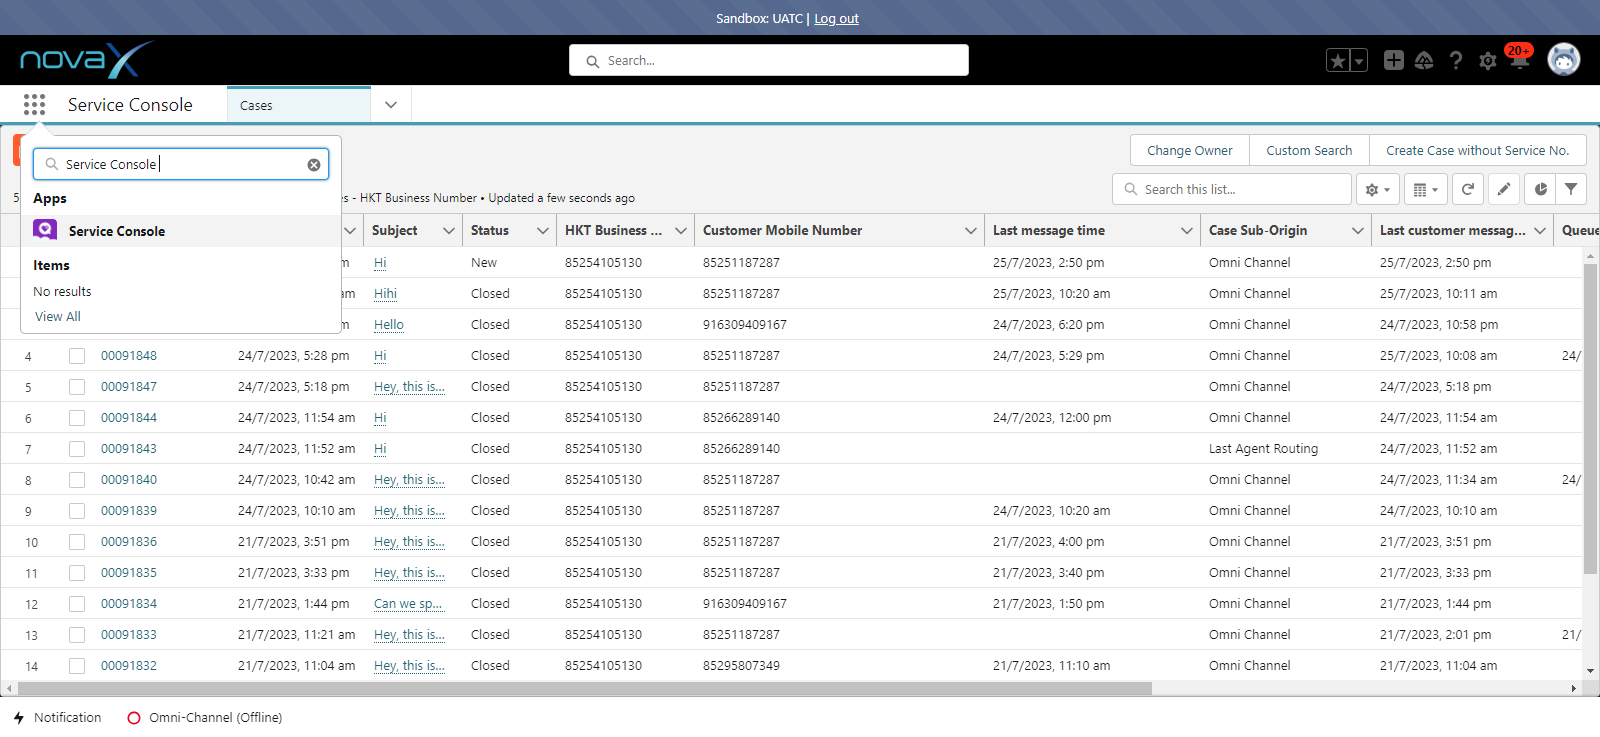 Sandbox: UATC | Log out
novaX
Search...
20+
Service Console
Cases
Service Console
Apps
Service Console
Items
No results
View All
Change Owner
Custom Search
Create Case without Service No.
- HKT Business Number • Updated a few seconds ago
Search this list...
Subject Status HKT Business ... Customer Mobile Number Last message time Case Sub-Origin Last customer messag... Queue
Hi New 85254105130 85251187287 25/7/2023, 2:50 pm Omni Channel 25/7/2023, 2:50 pm
Hihi Closed 85254105130 85251187287 25/7/2023, 10:20 am Omni Channel 25/7/2023, 10:11 am
Hello Closed 85254105130 916309409167 24/7/2023, 6:20 pm Omni Channel 24/7/2023, 10:58 pm
4 00091848 24/7/2023, 5:28 pm Hi Closed 85254105130 85251187287 24/7/2023, 5:29 pm Omni Channel 25/7/2023, 10:08 am 24/
5 00091847 24/7/2023, 5:18 pm Hey, this is... Closed 85254105130 85251187287 Omni Channel 24/7/2023, 5:18 pm
6 00091844 24/7/2023, 11:54 am Hi Closed 85254105130 85266289140 24/7/2023, 12:00 pm Omni Channel 24/7/2023, 11:54 am
7 00091843 24/7/2023, 11:52 am Hi Closed 85254105130 85266289140 Last Agent Routing 24/7/2023, 11:52 am
8 00091840 24/7/2023, 10:42 am Hey, this is... Closed 85254105130 85251187287 Omni Channel 24/7/2023, 11:34 am 24/
9 00091839 24/7/2023, 10:10 am Hey, this is... Closed 85254105130 85251187287 24/7/2023, 10:20 am Omni Channel 24/7/2023, 10:10 am
10 00091836 21/7/2023, 3:51 pm Hey, this is... Closed 85254105130 85251187287 21/7/2023, 4:00 pm Omni Channel 21/7/2023, 3:51 pm
11 00091835 21/7/2023, 3:33 pm Hey, this is... Closed 85254105130 85251187287 21/7/2023, 3:40 pm Omni Channel 21/7/2023, 3:33 pm
12 00091834 21/7/2023, 1:44 pm Can we sp... Closed 85254105130 916309409167 21/7/2023, 1:50 pm Omni Channel 21/7/2023, 1:44 pm
13 00091833 21/7/2023, 11:21 am Hey, this is... Closed 85254105130 85251187287 Omni Channel 21/7/2023, 2:01 pm 21/
14 00091832 21/7/2023, 11:04 am Hey, this is... Closed 85254105130 85295807349 21/7/2023, 11:10 am Omni Channel 21/7/2023, 11:04 am
Notification
Omni-Channel (Offline)